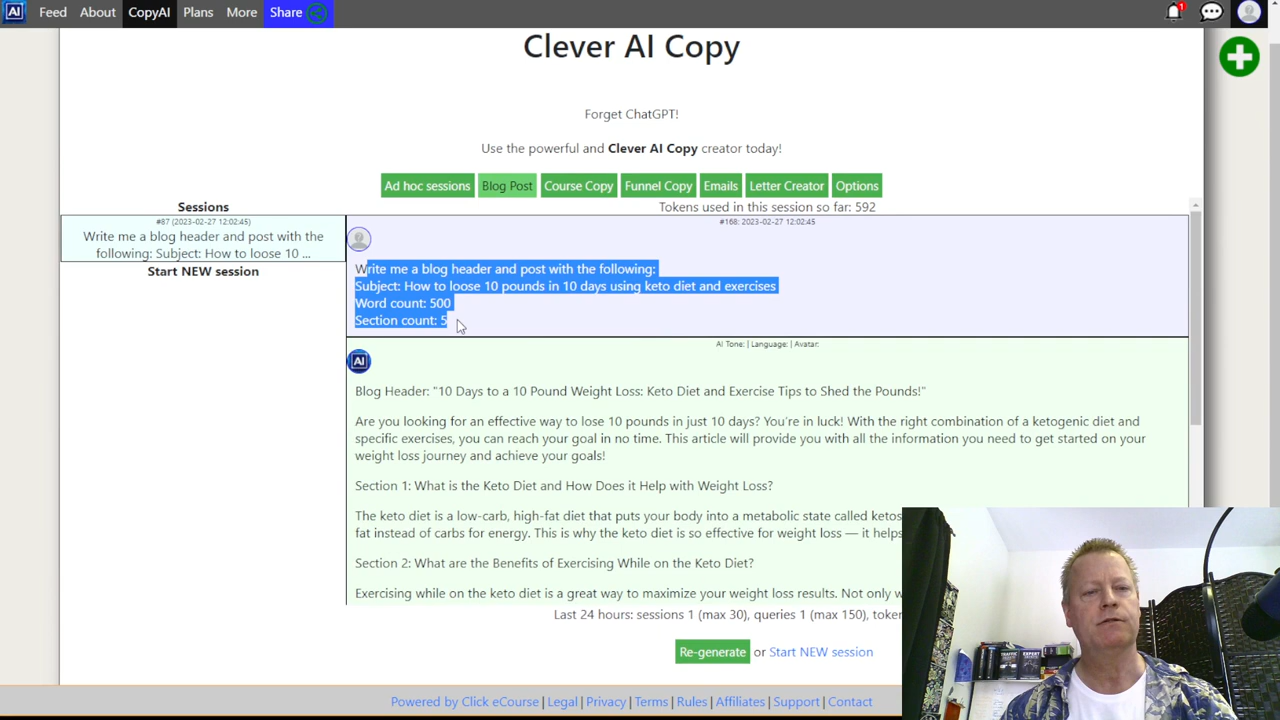 AI Feed About CopyAI Plans More Share 1
Clever AI Copy
Forget ChatGPT!
Use the powerful and Clever AI Copy creator today!
Ad hoc sessions Blog Post Course Copy Funnel Copy Emails Letter Creator Options
Sessions
Tokens used in this session so far: 592
#87 (2023-02-27 12:02:45)
Write me a blog header and post with the
following: Subject: How to loose 10 ...
Start NEW session
#168: 2023-02-27 12:02:45
Write me a blog header and post with the following:
Subject: How to loose 10 pounds in 10 days using keto diet and exercises
Word count: 500
Section count: 5
AI Tone: | Language: | Avatar:
AI
Blog Header: "10 Days to a 10 Pound Weight Loss: Keto Diet and Exercise Tips to Shed the Pounds!"
Are you looking for an effective way to lose 10 pounds in just 10 days? You're in luck! With the right combination of a ketogenic diet and
specific exercises, you can reach your goal in no time. This article will provide you with all the information you need to get started on your
weight loss journey and achieve your goals!
Section 1: What is the Keto Diet and How Does it Help with Weight Loss?
The keto diet is a low-carb, high-fat diet that puts your body into a metabolic state called ketos
fat instead of carbs for energy. This is why the keto diet is so effective for weight loss — it helps
Section 2: What are the Benefits of Exercising While on the Keto Diet?
Exercising while on the keto diet is a great way to maximize your weight loss results. Not only w
Last 24 hours: sessions 1 (max 30), queries 1 (max 150), token
Re-generate or Start NEW session
Powered by Click eCourse | Legal | Privacy | Terms | Rules | Affiliates | Support | Contact
TRAFFIC
EXPERT